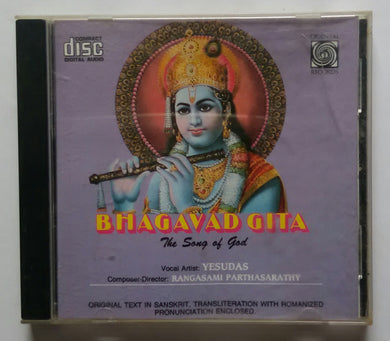 COMPACT
disc
DIGITAL AUDIO
ORIENTAL
BHAGAVAD GITA
The Song of God
Vocal Artist: YESUDAS
Composer-Director: RANGASAMI PARTHASARATHY
ORIGINAL TEXT IN SANSKRIT, TRANSLITERATION WITH ROMANIZED
PRONUNCIATION ENCLOSED.